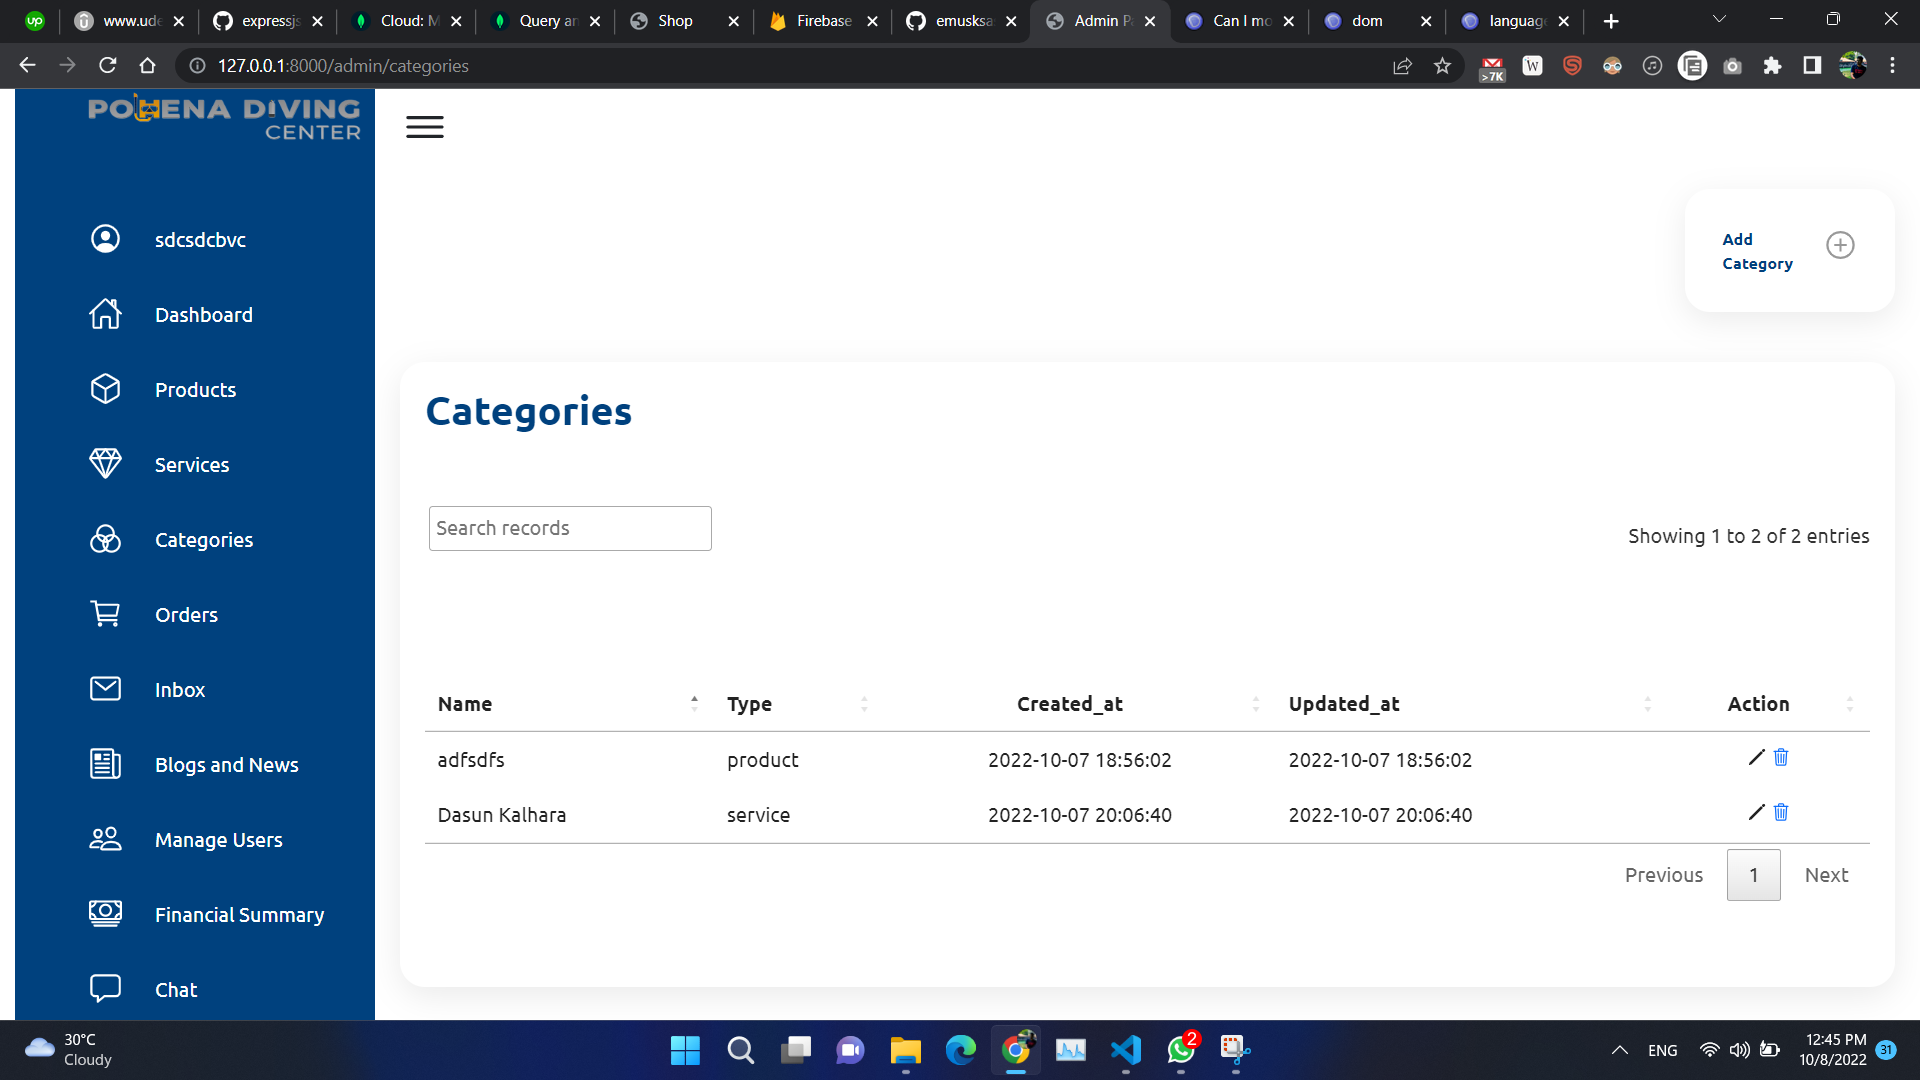 www.ude
expressjs
Cloud: M
Query an
Shop
Firebase
emusksa
Admin P
Can I mo
dom
language
127.0.0.1:8000/admin/categories
>7K
POHENA DIVING
CENTER
sdcsdcbvc
Dashboard
Products
Services
Categories
Orders
Inbox
Blogs and News
Manage Users
Financial Summary
Chat
Add
Category
Categories
Search records
Showing 1 to 2 of 2 entries
Name Type Created_at Updated_at Action
adfsdfs product 2022-10-07 18:56:02 2022-10-07 18:56:02
Dasun Kalhara service 2022-10-07 20:06:40 2022-10-07 20:06:40
Previous 1 Next
30°C
Cloudy
2
ENG
12:45 PM
10/8/2022
31